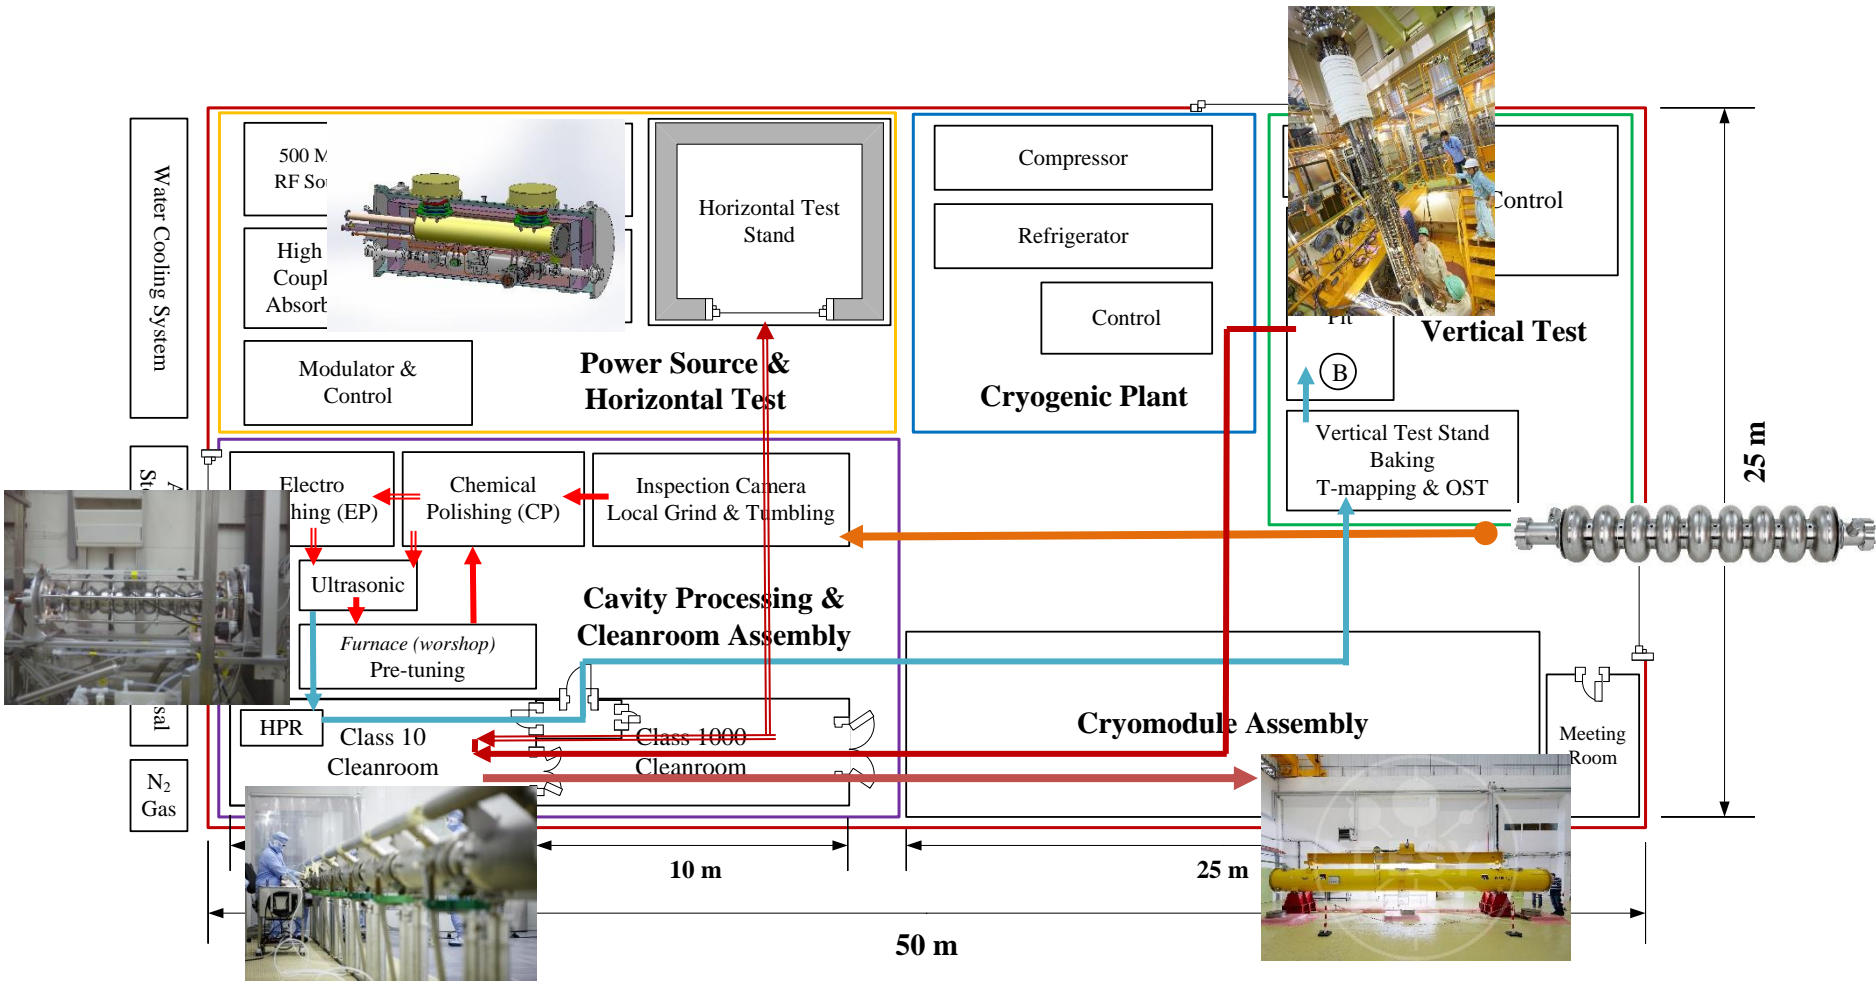 Water Cooling System
500 M
RF Sou
High
Coupl
Absorb
Modulator &
Control
Horizontal Test
Stand
Power Source &
Horizontal Test
Compressor
Refrigerator
Control
Cryogenic Plant
Control
Pit
B
Vertical Test
Vertical Test Stand
Baking
T-mapping & OST
25 m
A
St
sal
N2
Gas
Electro
hing (EP)
Chemical
Polishing (CP)
Inspection Camera
Local Grind & Tumbling
Ultrasonic
Furnace (worshop)
Pre-tuning
Cavity Processing &
Cleanroom Assembly
HPR
Class 10
Cleanroom
Class 1000
Cleanroom
Cryomodule Assembly
Meeting
Room
10 m
25 m
50 m